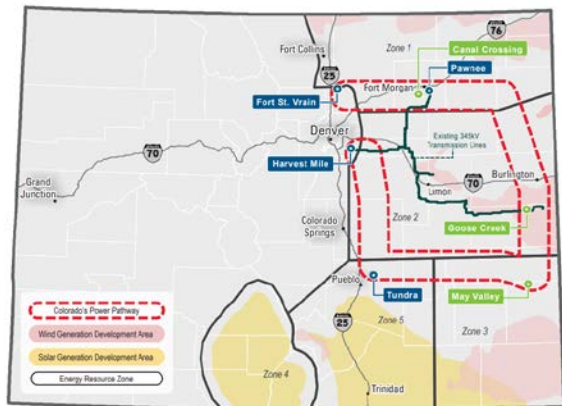 76
Zone 1
Canal Crossing
Fort Collins
25
Pawnee
Fort Morgan
Fort St. Vrain
Denver
Existing 345kV
Transmission Lines
70
Harvest Mile
Burlington
70
Limon
Grand
Junction
Zone 2
Goose Creek
Colorado
Springs
Pueblo
Tundra
May Valley
Colorado's Power Pathway
Wind Generation Development Area
Solar Generation Development Area
Energy Resource Zone
25
Zone 5
Zone 3
Zone 4
Trinidad